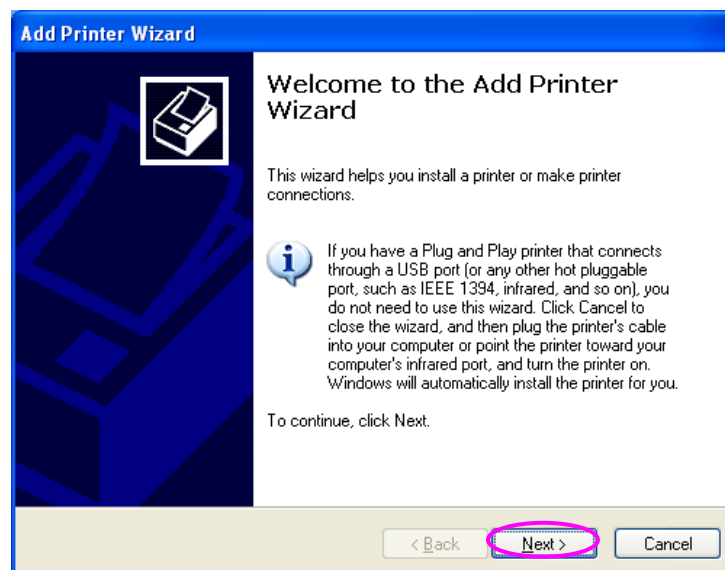 Add Printer Wizard
Welcome to the Add Printer
Wizard
This wizard helps you install a printer or make printer
connections.
If you have a Plug and Play printer that connects
through a USB port (or any other hot pluggable
port, such as IEEE 1394, infrared, and so on), you
do not need to use this wizard. Click Cancel to
close the wizard, and then plug the printer's cable
into your computer or point the printer toward your
computer's infrared port, and turn the printer on.
Windows will automatically install the printer for you.
To continue, click Next.
< Back Next > Cancel